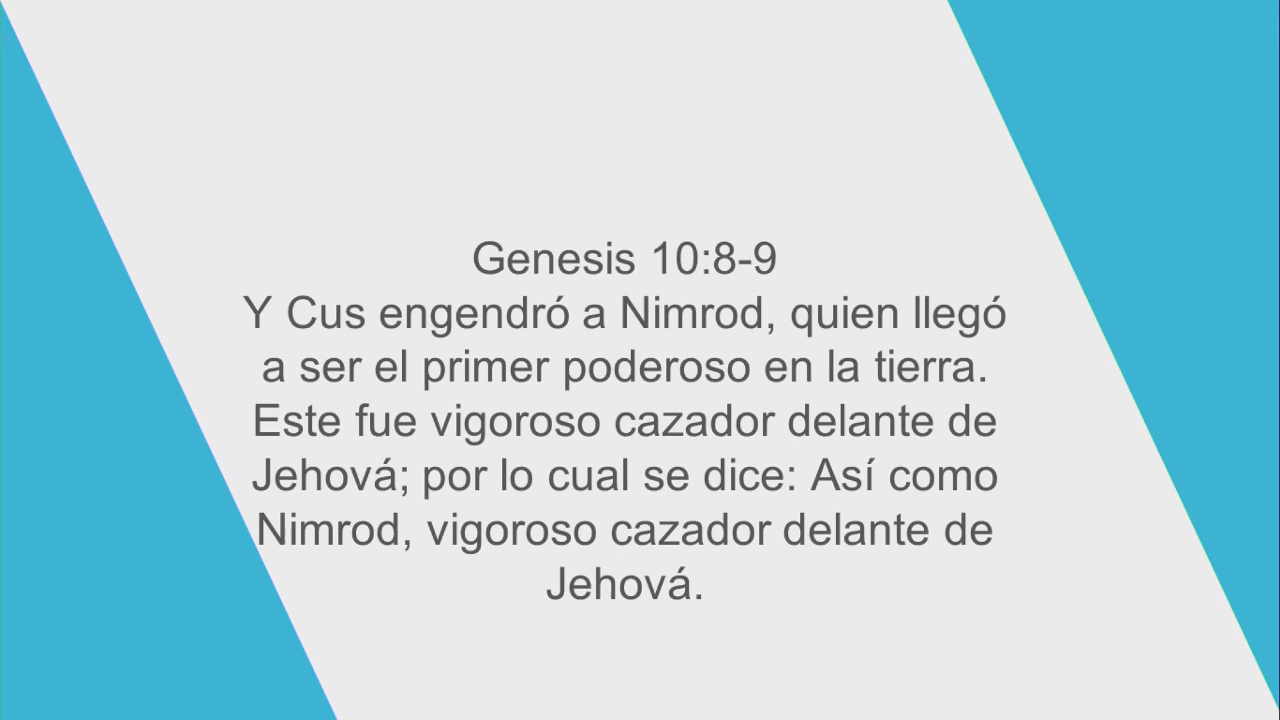 Genesis 10:8-9
Y Cus engendró a Nimrod, quien llegó
a ser el primer poderoso en la tierra.
Este fue vigoroso cazador delante de
Jehová; por lo cual se dice: Así como
Nimrod, vigoroso cazador delante de
Jehová.